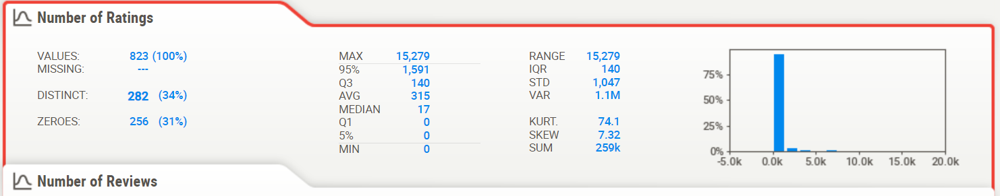 Number of Ratings
VALUES: 823 (100%)
MISSING: ---
DISTINCT: 282 (34%)
ZEROES: 256 (31%)
MAX 15,279
95% 1,591
Q3 140
AVG 315
MEDIAN 17
Q1 0
5% 0
MIN 0
RANGE 15,279
IQR 140
STD 1,047
VAR 1.1M
KURT. 74.1
SKEW 7.32
SUM 259k
75%
50%
25%
0%
-5.0k 0.0k 5.0k 10.0k 15.0k 20.0k
Number of Reviews